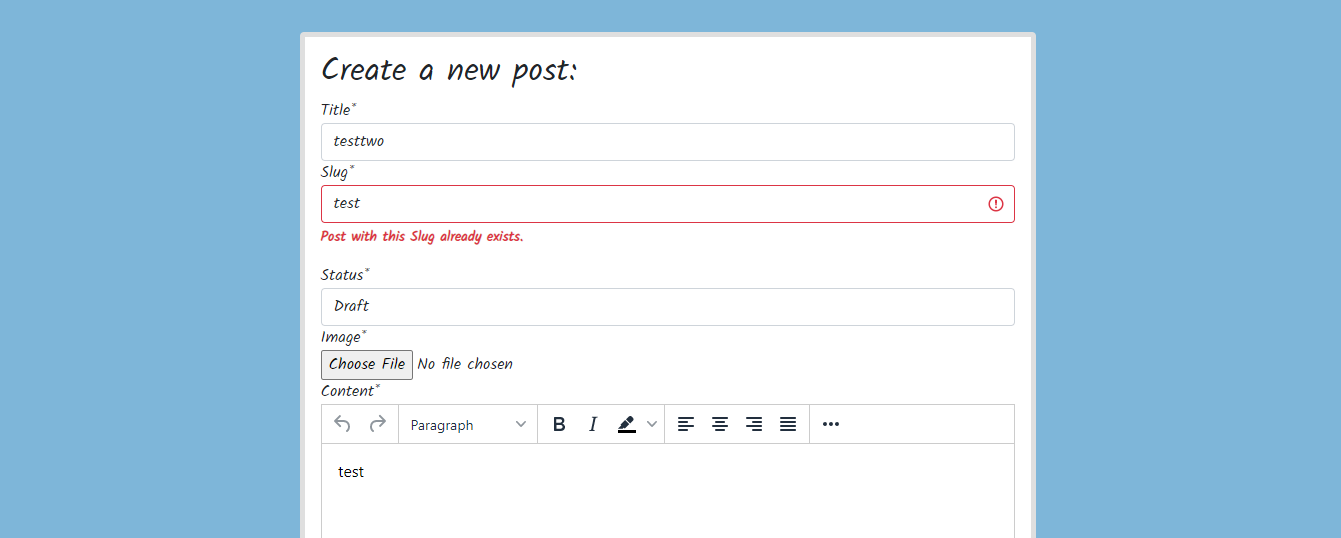 Create a new post:
Title*
testtwo
Slug*
test
Post with this Slug already exists.
Status*
Draft
Image*
Choose File No file chosen
Content*
Paragraph B I
test